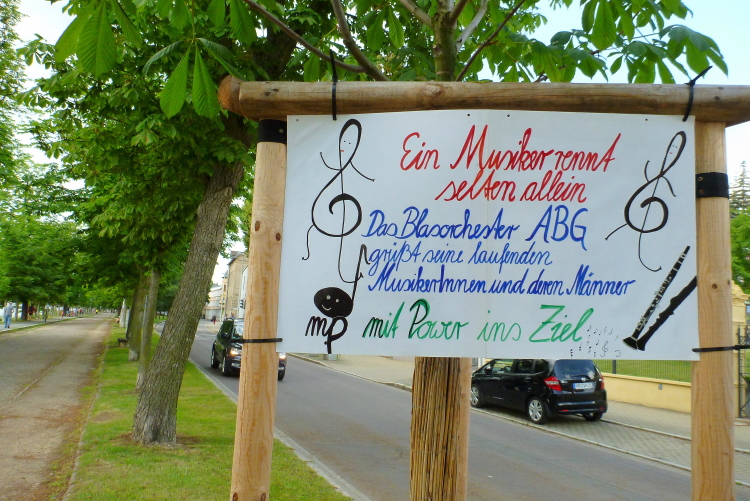 Ein Musiker rennt
selten allein
Das Blasorchester ABG
grüßt seine laufenden
MusikerInnen und deren Männer
mp mit Power ins Ziel